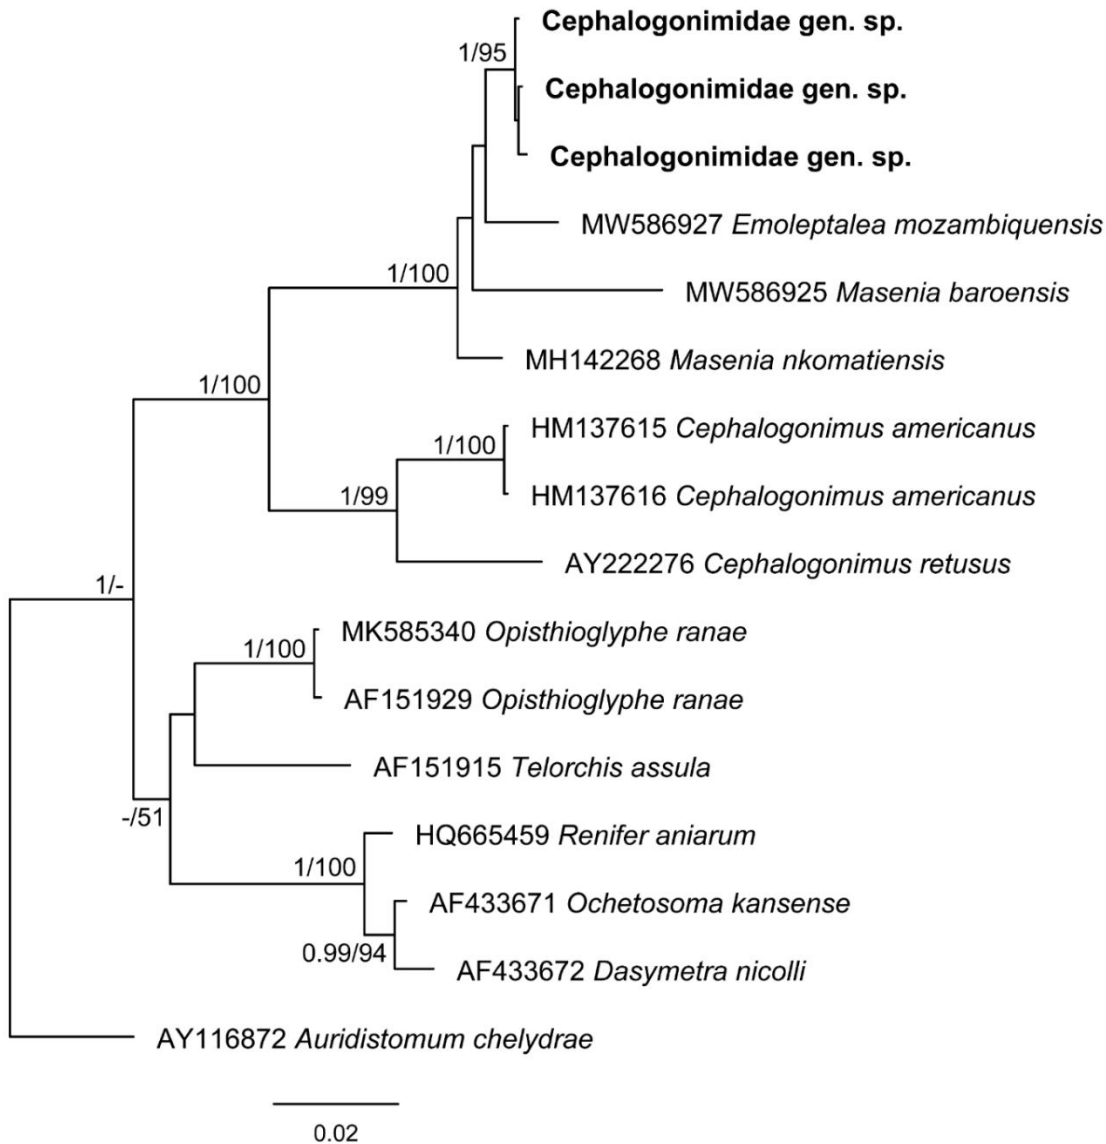 Cephalogonimidae gen. sp.
1/95
Cephalogonimidae gen. sp.
Cephalogonimidae gen. sp.
MW586927 Emoleptalea mozambiquensis
1/100
MW586925 Masenia baroensis
MH142268 Masenia nkomatiensis
1/100
HM137615 Cephalogonimus americanus
1/100
HM137616 Cephalogonimus americanus
1/99
AY222276 Cephalogonimus retusus
1/-
MK585340 Opisthioglyphe ranae
1/100
AF151929 Opisthioglyphe ranae
AF151915 Telorchis assula
-/51
HQ665459 Renifer aniarum
1/100
AF433671 Ochetosoma kansense
0.99/94
AF433672 Dasymetra nicolli
AY116872 Auridistomum chelydrae
0.02